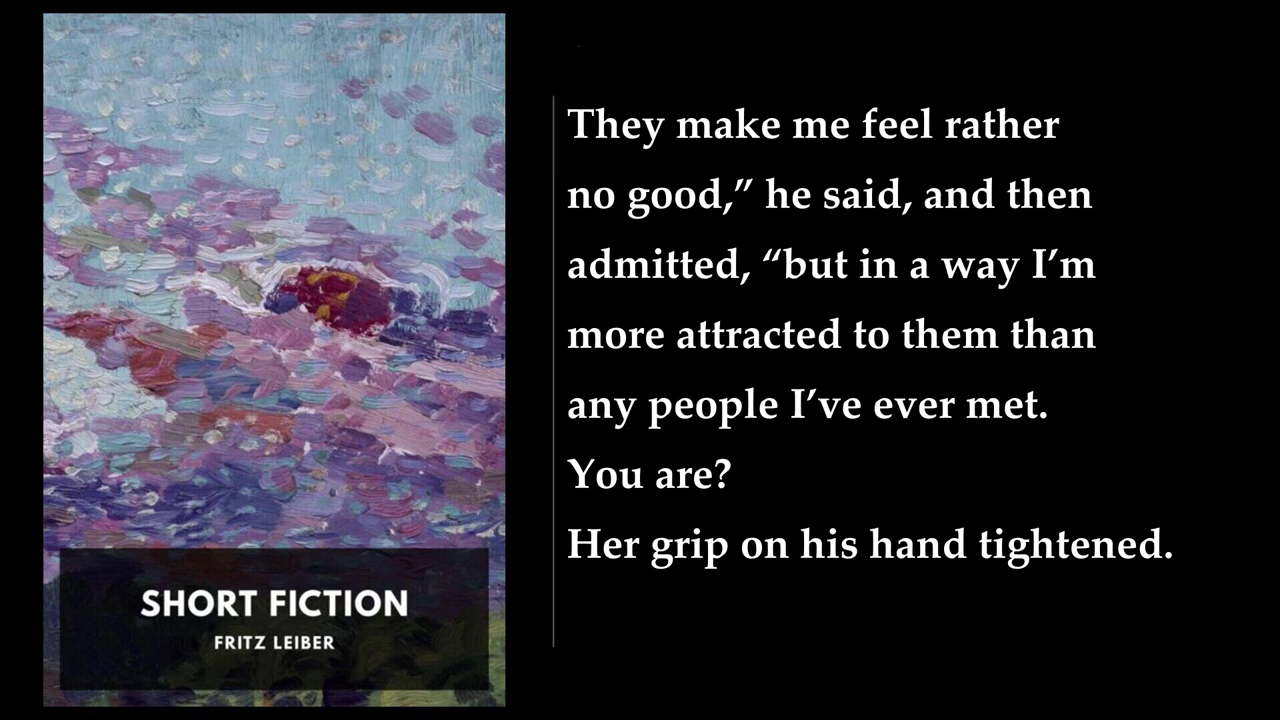 They make me feel rather
no good,” he said, and then
admitted, “but in a way I’m
more attracted to them than
any people I’ve ever met.
You are?
Her grip on his hand tightened.
SHORT FICTION
FRITZ LEIBER